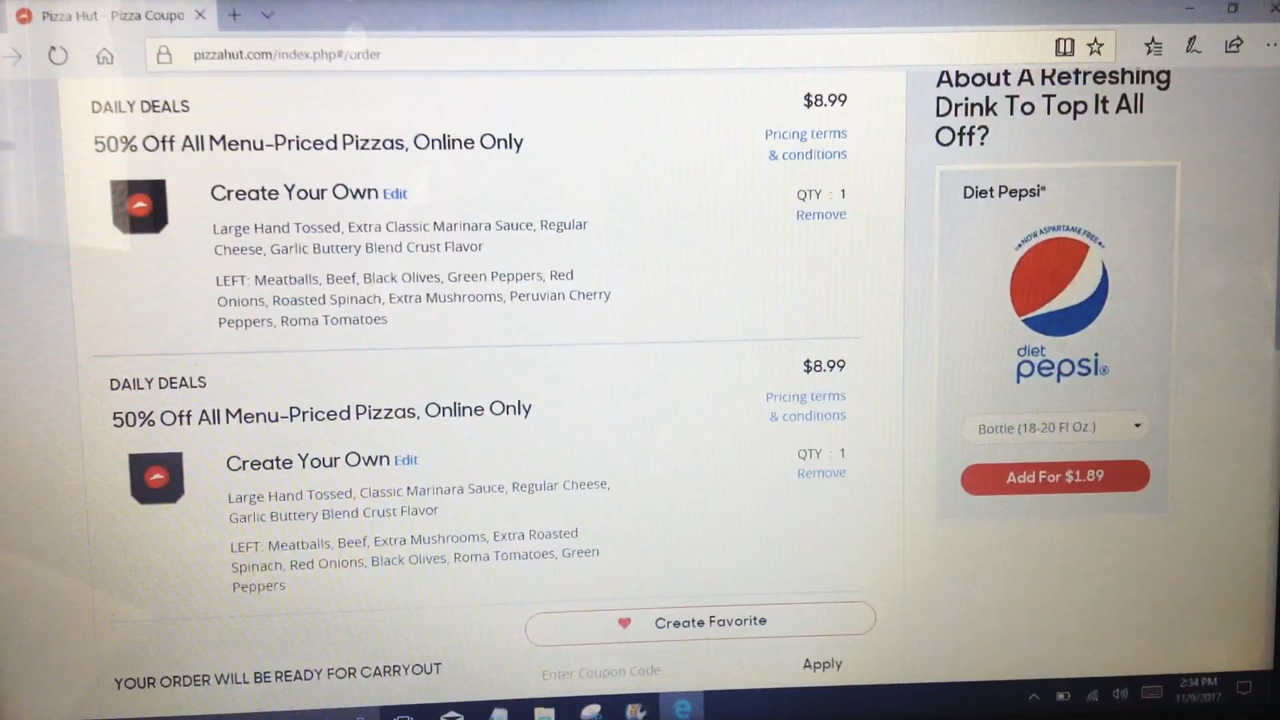 Pizza Hut - Pizza Coupo
pizzahut.com/index.php#/order
DAILY DEALS
$8.99
50% Off All Menu-Priced Pizzas, Online Only
Pricing terms
& conditions
Create Your Own Edit
QTY : 1
Remove
Large Hand Tossed, Extra Classic Marinara Sauce, Regular
Cheese, Garlic Buttery Blend Crust Flavor
LEFT: Meatballs, Beef, Black Olives, Green Peppers, Red
Onions, Roasted Spinach, Extra Mushrooms, Peruvian Cherry
Peppers, Roma Tomatoes
DAILY DEALS
$8.99
50% Off All Menu-Priced Pizzas, Online Only
Pricing terms
& conditions
Create Your Own Edit
QTY : 1
Remove
Large Hand Tossed, Classic Marinara Sauce, Regular Cheese,
Garlic Buttery Blend Crust Flavor
LEFT: Meatballs, Beef, Extra Mushrooms, Extra Roasted
Spinach, Red Onions, Black Olives, Roma Tomatoes, Green
Peppers
Create Favorite
YOUR ORDER WILL BE READY FOR CARRYOUT
Enter Coupon Code...
Apply
About A Refreshing
Drink To Top It All
Off?
Diet Pepsi®
NOW ASPARTAME FREE
diet
pepsi®
Bottle (18-20 Fl Oz.)
Add For $1.89
2:34 PM
11/9/2017